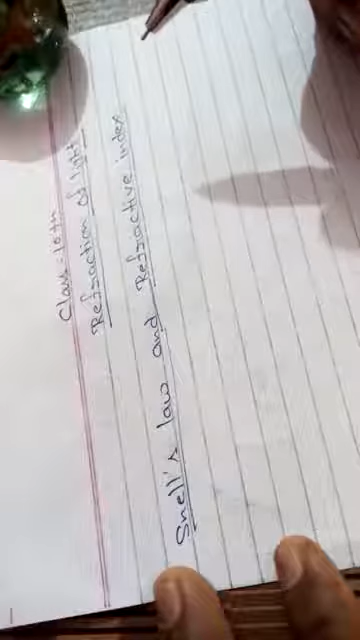 Class - 10th
Refraction of light
Snell's law and Refractive index